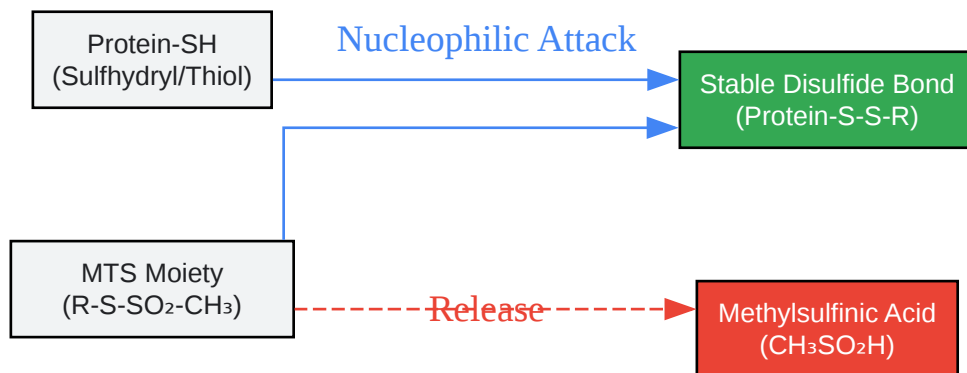 Protein-SH
(Sulfhydryl/Thiol)
Nucleophilic Attack
Stable Disulfide Bond
(Protein-S-S-R)
MTS Moiety
(R-S-SO₂-CH₃)
Release
Methylsulfinic Acid
(CH₃SO₂H)